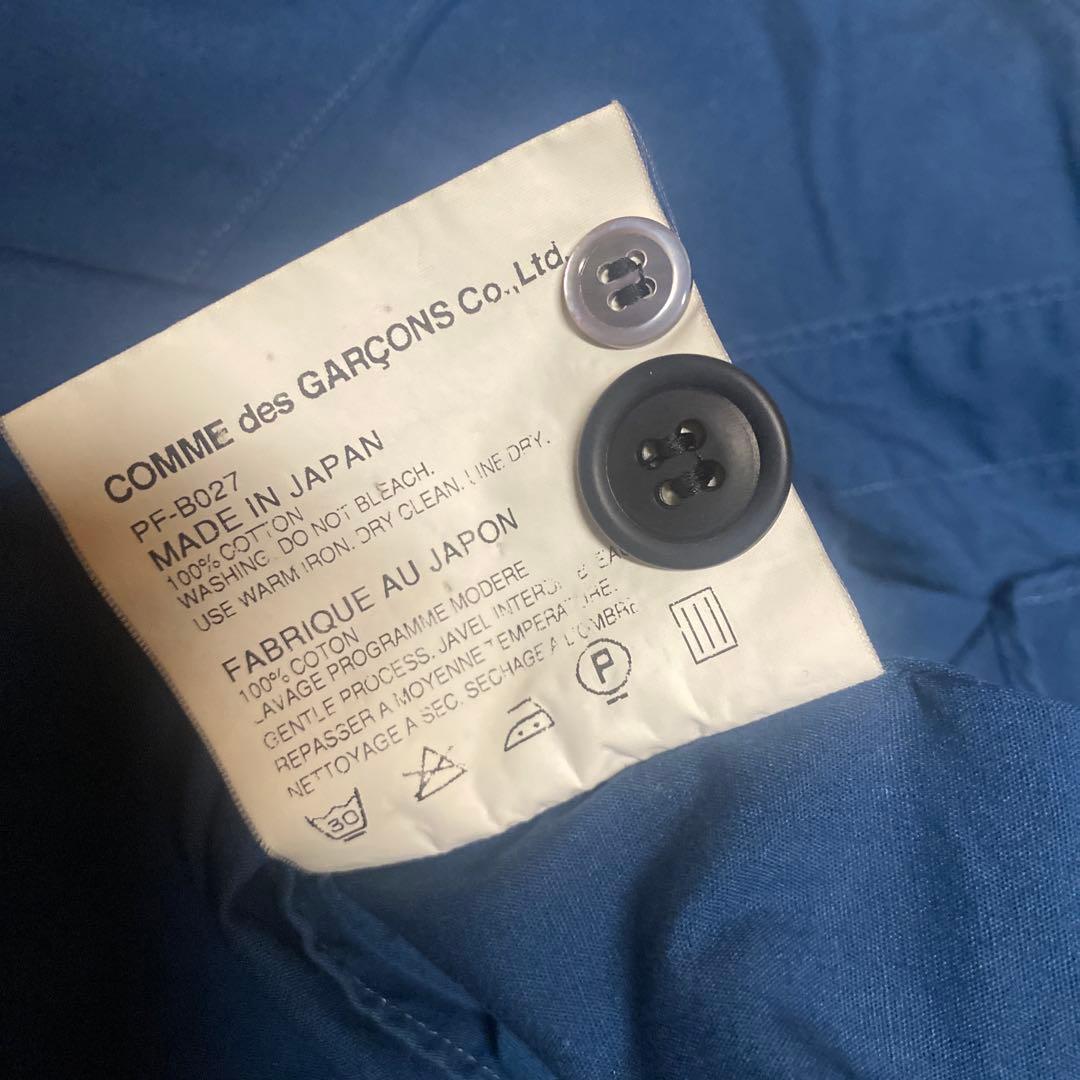 COMME des GARÇONS Co.,Ltd.
PF-B027
MADE IN JAPAN
100% COTTON
WASHING. DO NOT BLEACH.
USE WARM IRON. DRY CLEAN. LINE DRY.
FABRIQUE AU JAPON
100% COTON
LAVAGE PROGRAMME MODERE
GENTLE PROCESS. JAVEL
REPASSER A MOYENNE TEMPERATURE.
NETTOYAGE A SEC. SECHAGE A L'OMBRE
30
P